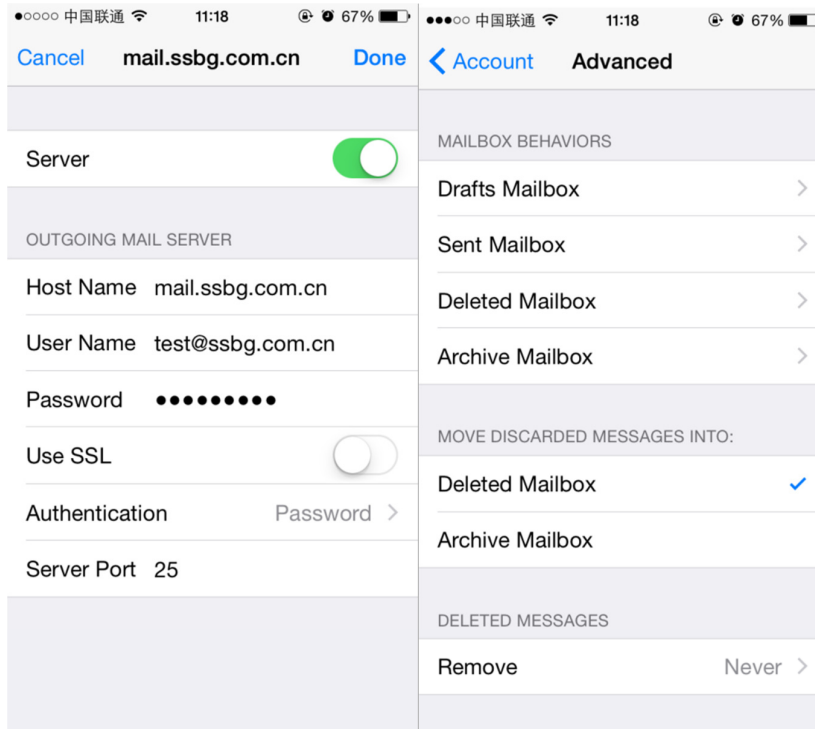 中国联通 11:18 67%
Cancel mail.ssbg.com.cn Done
Server
OUTGOING MAIL SERVER
Host Name mail.ssbg.com.cn
User Name test@ssbg.com.cn
Password ●●●●●●●●●
Use SSL
Authentication Password
Server Port 25
中国联通 11:18 67%
Account Advanced
MAILBOX BEHAVIORS
Drafts Mailbox
Sent Mailbox
Deleted Mailbox
Archive Mailbox
MOVE DISCARDED MESSAGES INTO:
Deleted Mailbox
Archive Mailbox
DELETED MESSAGES
Remove Never